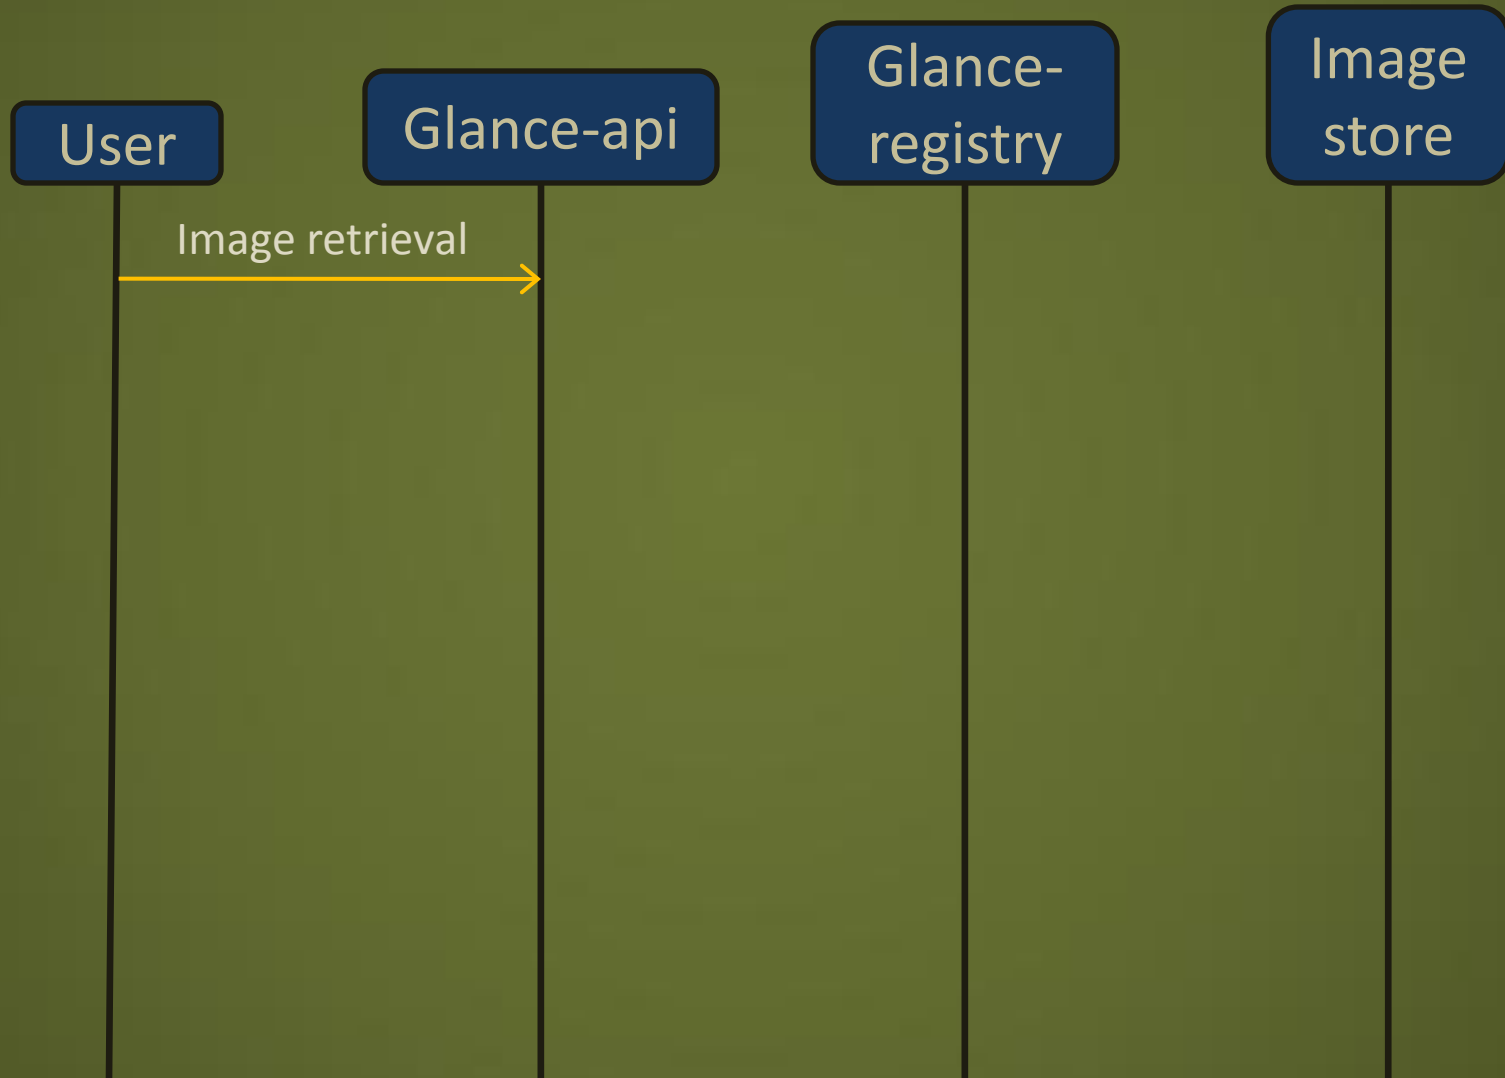 User
Glance-api
Glance-
registry
Image
store
Image retrieval